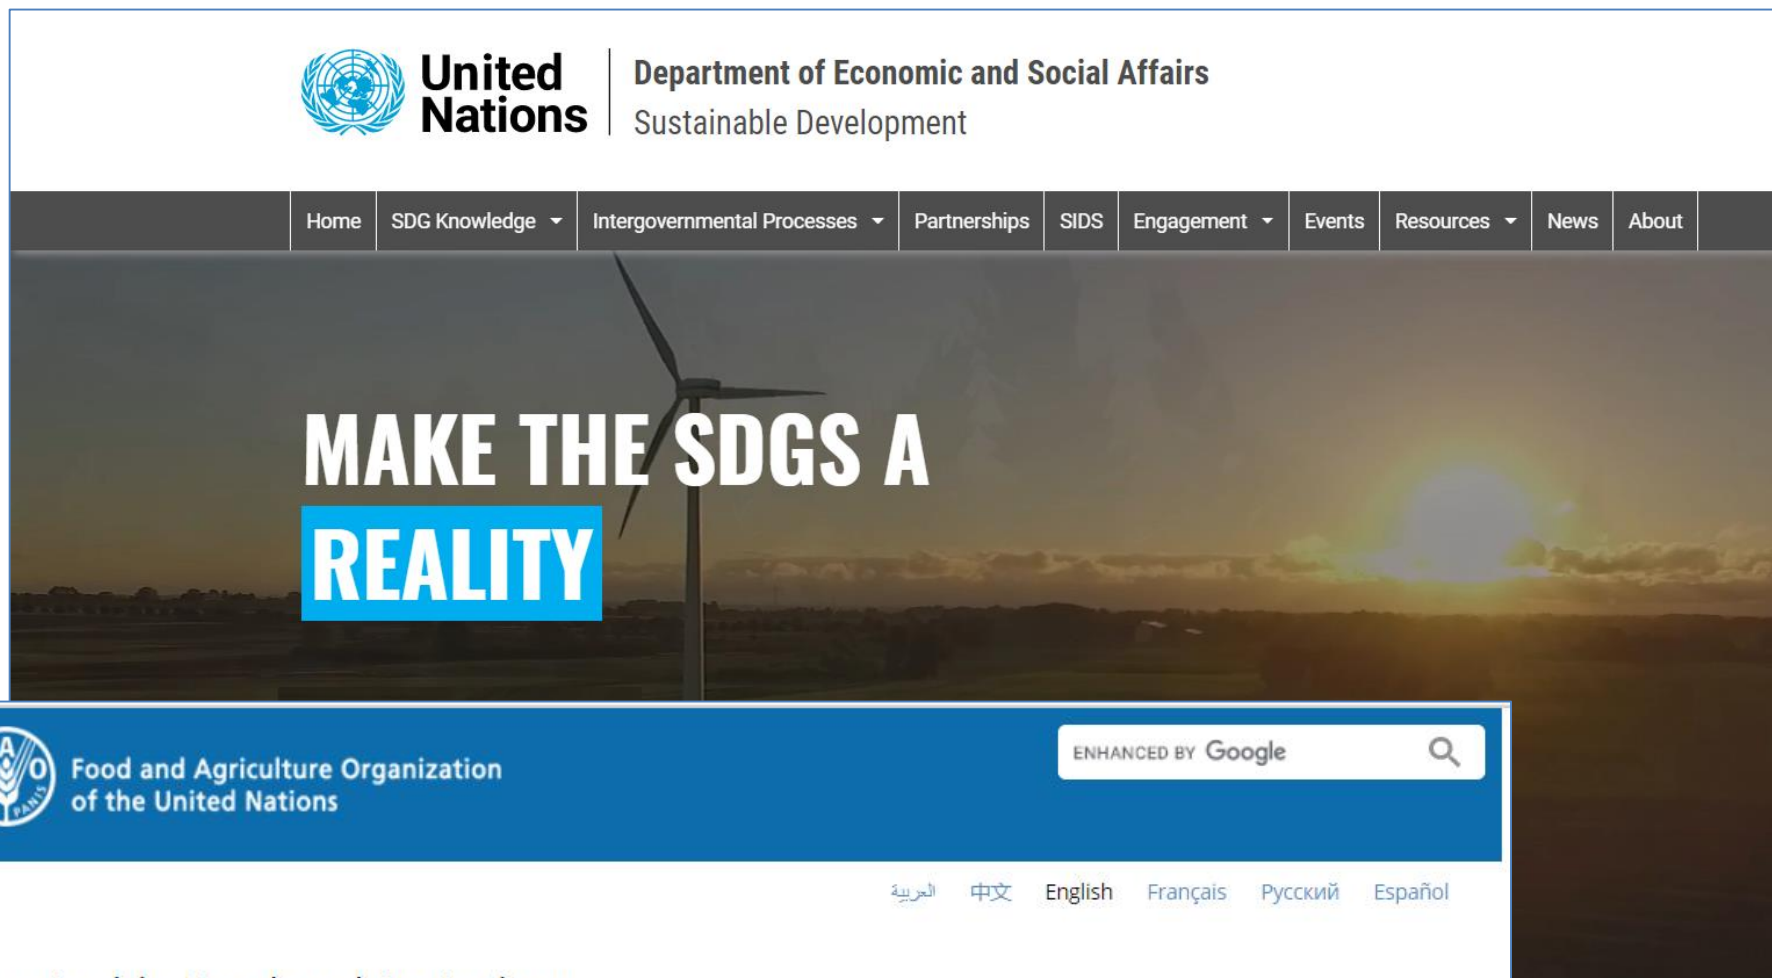 United
Nations
Department of Economic and Social Affairs
Sustainable Development
Home SDG Knowledge Intergovernmental Processes Partnerships SIDS Engagement Events Resources News About
MAKE THE SDGS A
REALITY
A O
PANIS
Food and Agriculture Organization
of the United Nations
ENHANCED BY Google
العربية 中文 English Français Русский Español